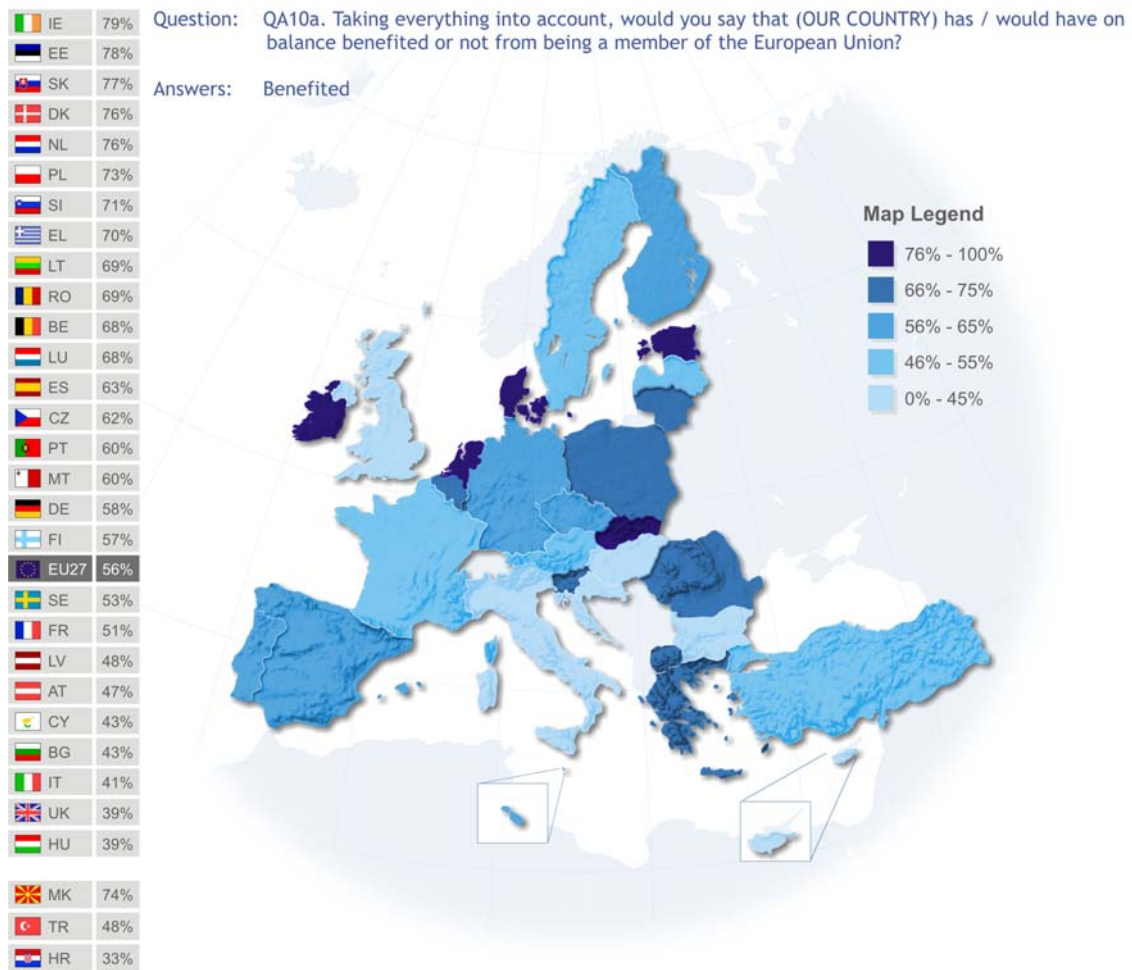 Question: QA10a. Taking everything into account, would you say that (OUR COUNTRY) has / would have on
balance benefited or not from being a member of the European Union?
Answers: Benefited
IE 79%
EE 78%
SK 77%
DK 76%
NL 76%
PL 73%
SI 71%
EL 70%
LT 69%
RO 69%
BE 68%
LU 68%
ES 63%
CZ 62%
PT 60%
MT 60%
DE 58%
FI 57%
EU27 56%
SE 53%
FR 51%
LV 48%
AT 47%
CY 43%
BG 43%
IT 41%
UK 39%
HU 39%
MK 74%
TR 48%
HR 33%
Map Legend
76% - 100%
66% - 75%
56% - 65%
46% - 55%
0% - 45%